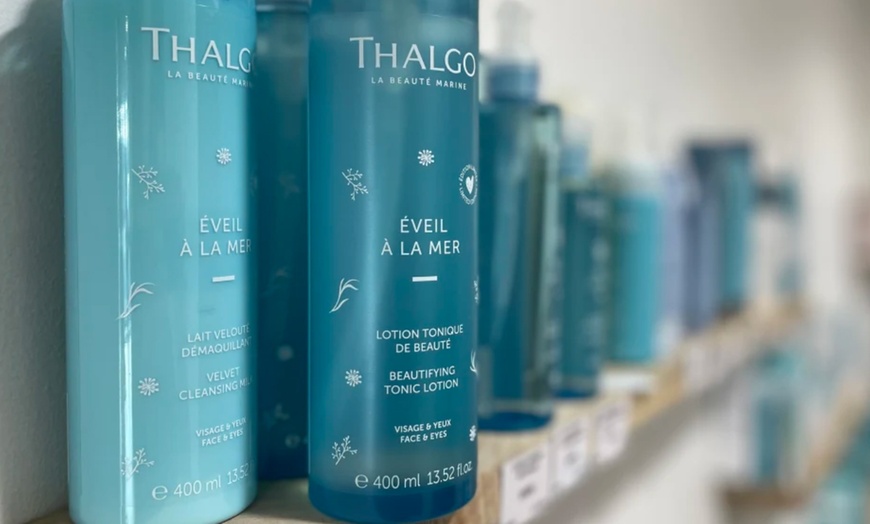 THALGO
LA BEAUTÉ MARINE
ÉVEIL
À LA MER
LAIT VELOUTÉ
DÉMAQUILLANT
VELVET
CLEANSING MILK
VISAGE & YEUX
FACE & EYES
℮ 400 ml 13.52
THALGO
LA BEAUTÉ MARINE
ÉVEIL
À LA MER
LOTION TONIQUE
DE BEAUTÉ
BEAUTIFYING
TONIC LOTION
VISAGE & YEUX
FACE & EYES
℮ 400 ml 13.52 fl.oz